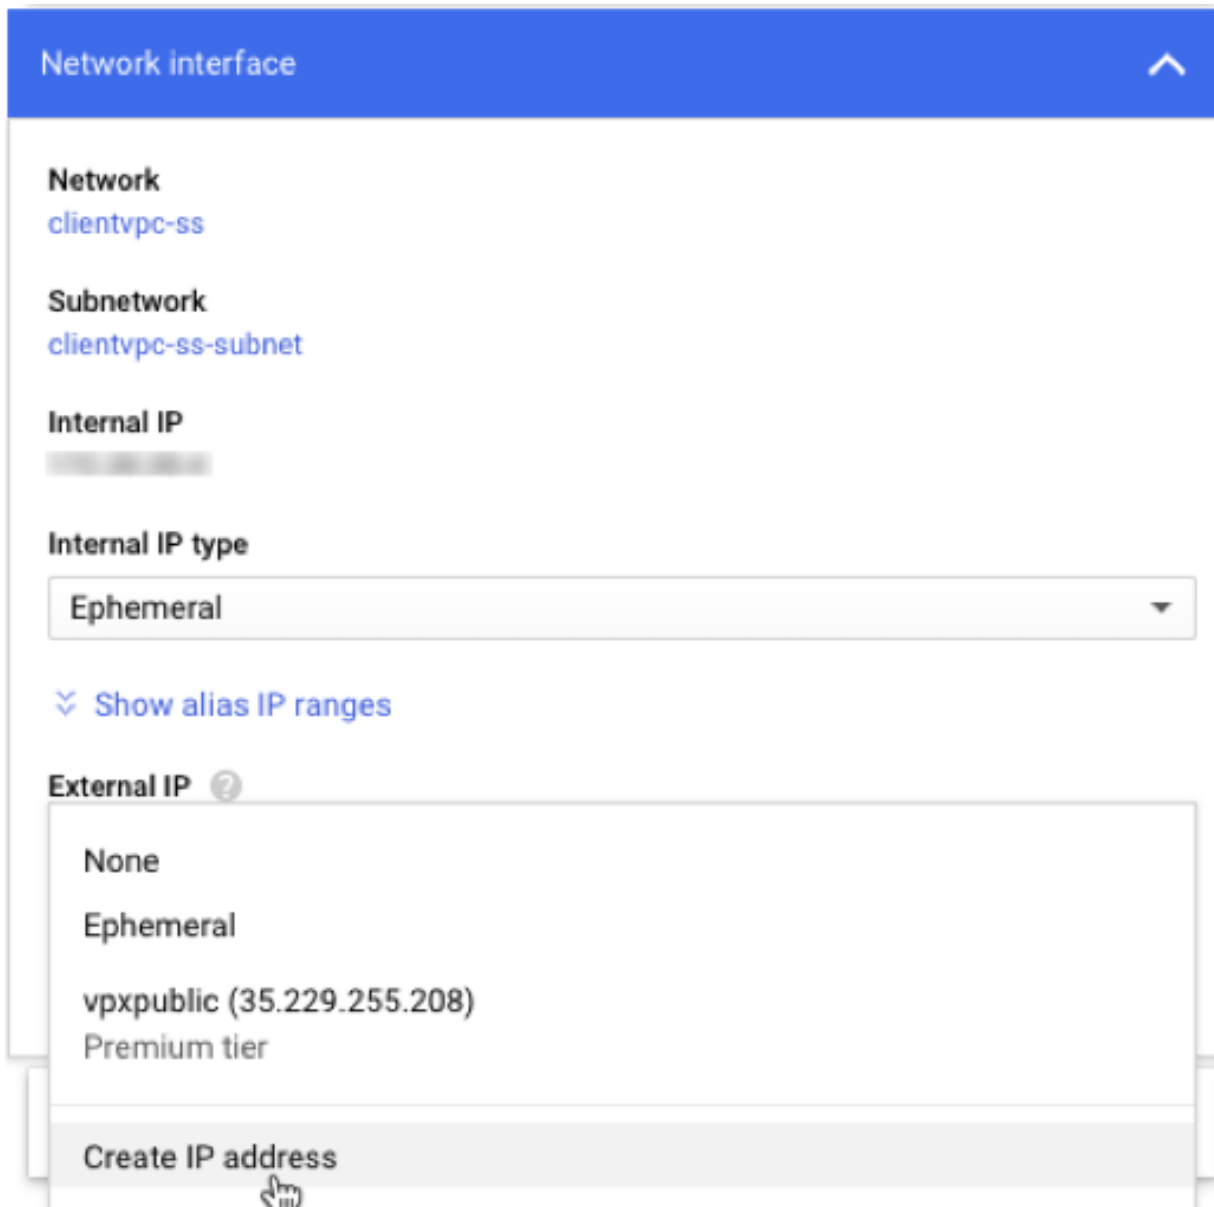 Network interface
Network
clientvpc-ss
Subnetwork
clientvpc-ss-subnet
Internal IP
Internal IP type
Ephemeral
Show alias IP ranges
External IP ?
None
Ephemeral
vpxpublic (35.229.255.208)
Premium tier
Create IP address